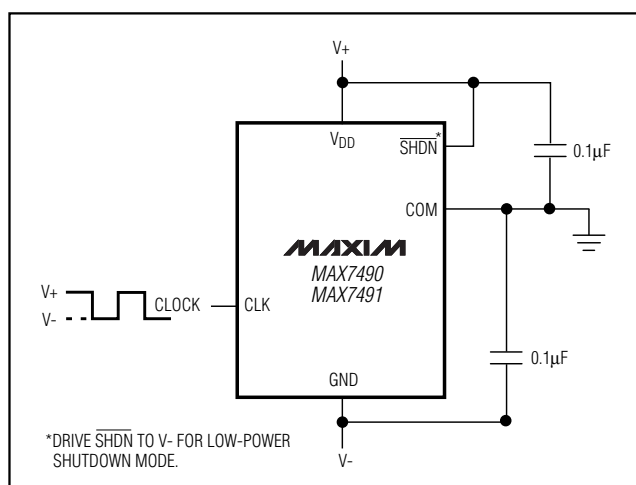 V+
VDD
SHDN*
0.1µF
COM
MAXIM
MAX7490
MAX7491
V+
V-
CLOCK
CLK
0.1µF
GND
*DRIVE SHDN TO V- FOR LOW-POWER
SHUTDOWN MODE.
V-